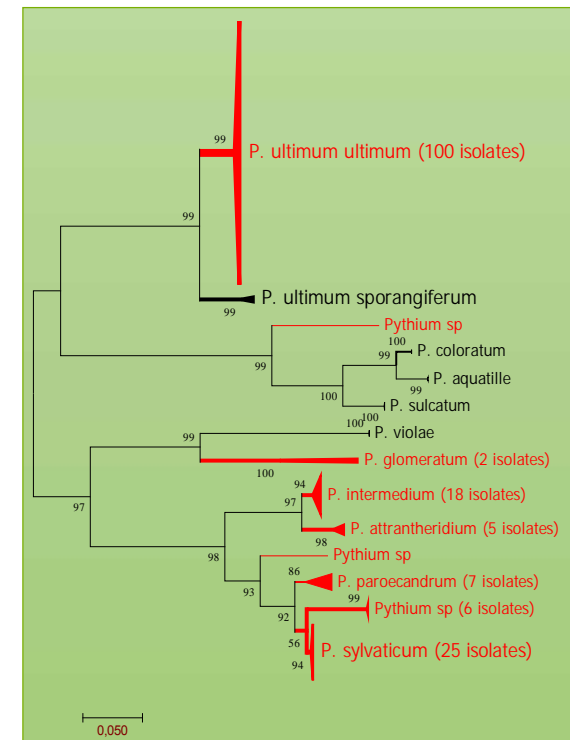 99
P. ultimum ultimum (100 isolates)
99
P. ultimum sporangiferum
99
Pythium sp
100
99
P. coloratum
99
P. aquatille
99
100
P. sulcatum
100
100
P. violae
99
P. glomeratum (2 isolates)
100
94
P. intermedium (18 isolates)
97
97
P. attrantheridium (5 isolates)
98
98
Pythium sp
86
93
P. paroecandrum (7 isolates)
99
Pythium sp (6 isolates)
92
56
P. sylvaticum (25 isolates)
94
0,050